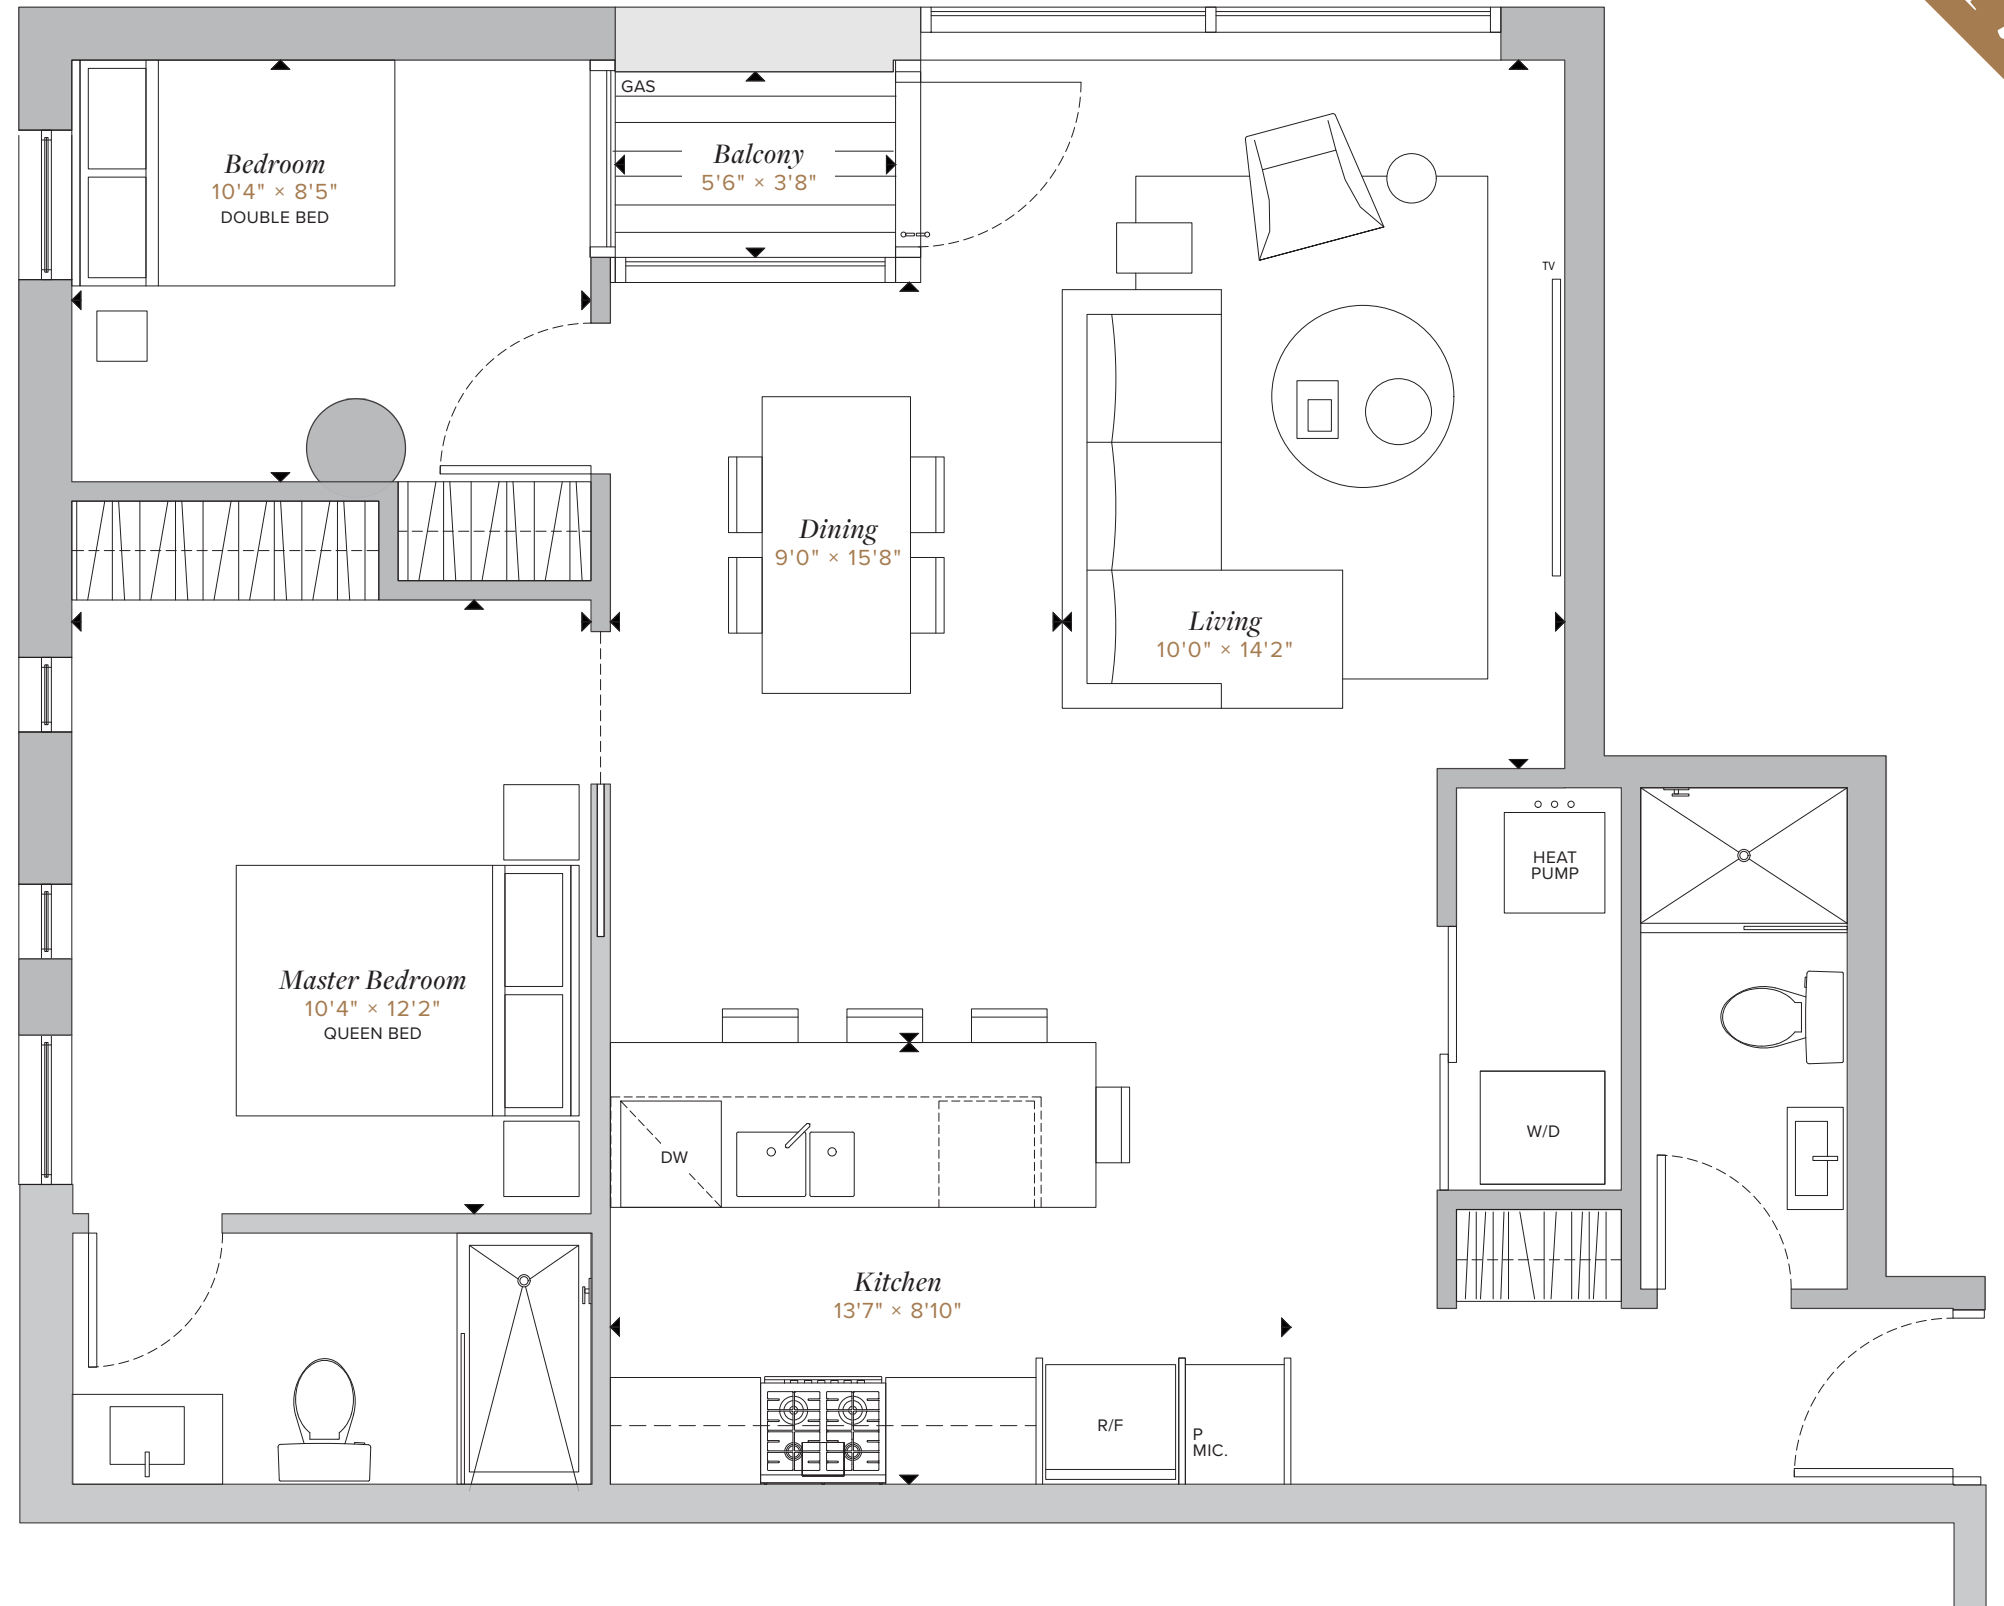 GAS
Bedroom
10'4" × 8'5"
DOUBLE BED
Balcony
5'6" × 3'8"
TV
Dining
9'0" × 15'8"
Living
10'0" × 14'2"
HEAT
PUMP
Master Bedroom
10'4" × 12'2"
QUEEN BED
DW
W/D
Kitchen
13'7" × 8'10"
R/F
P
MIC.